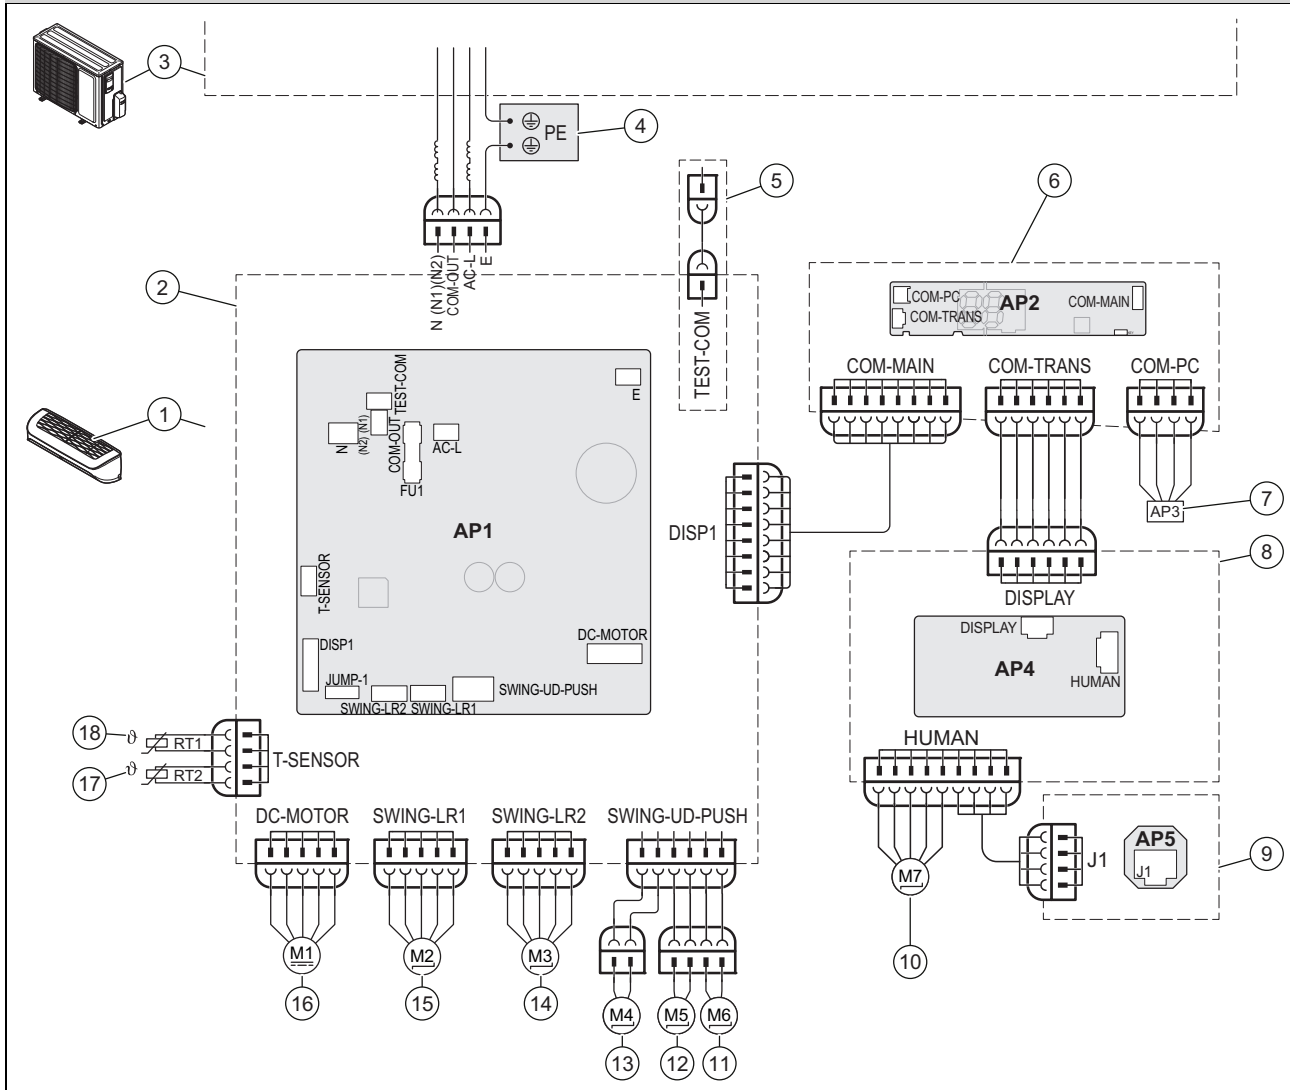 3
PE
4
5
6
N (N1)(N2)
COM-OUT
AC-L
E
2
TEST-COM
COM-PC
AP2
COM-MAIN
COM-TRANS
COM-MAIN
COM-TRANS
COM-PC
1
TEST-COM
E
N
(N2) (N1)
COM-OUT
AC-L
FU1
AP1
DISP1
AP3
7
8
T-SENSOR
DISPLAY
DISP1
DC-MOTOR
DISPLAY
AP4
HUMAN
JUMP-1
SWING-UD-PUSH
SWING-LR2
SWING-LR1
18
ϑ
RT1
17
ϑ
RT2
T-SENSOR
HUMAN
DC-MOTOR
SWING-LR1
SWING-LR2
SWING-UD-PUSH
J1
AP5
J1
9
M7
10
M1
M2
M3
16
15
14
M4
M5
M6
13
12
11